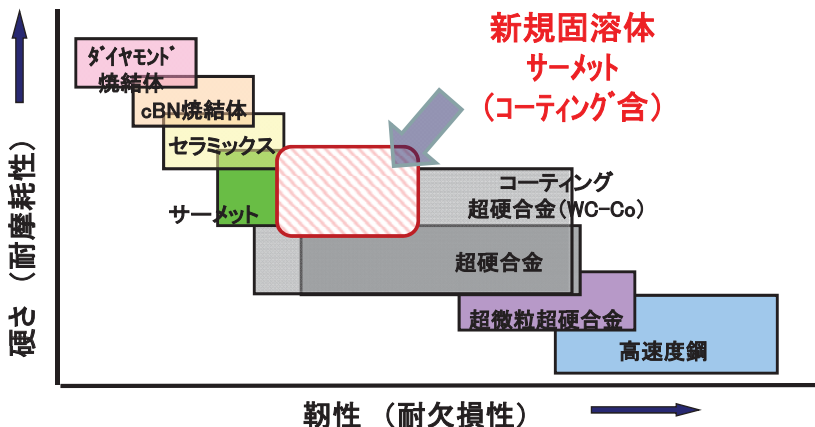 新規固溶体
サーメット
(コーティング含)
ダイヤモンド
焼結体
cBN焼結体
セラミックス
サーメット
コーティング
超硬合金(WC-Co)
超硬合金
超微粒超硬合金
高速度鋼
硬さ (耐摩耗性)
靭性 (耐欠損性)